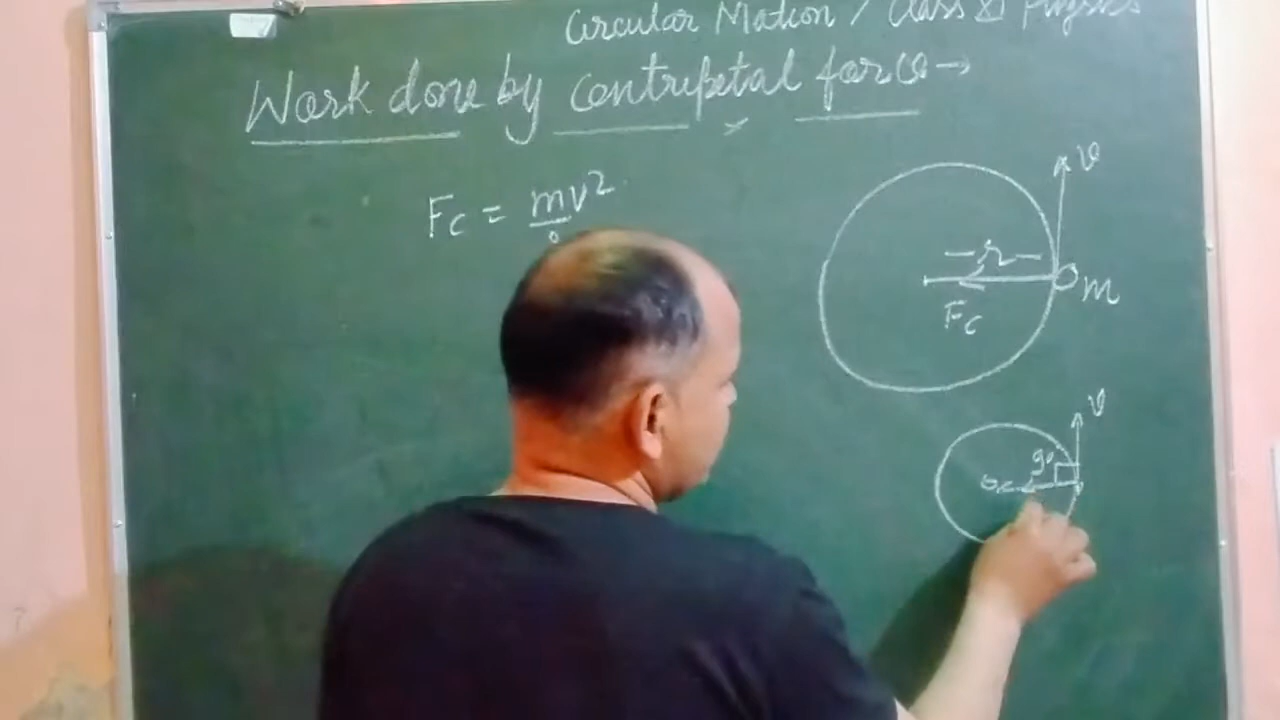 Circular Motion / Class XI Physics
Work done by centripetal force →
Fc = mv²
v
-r-
m
Fc
v
90